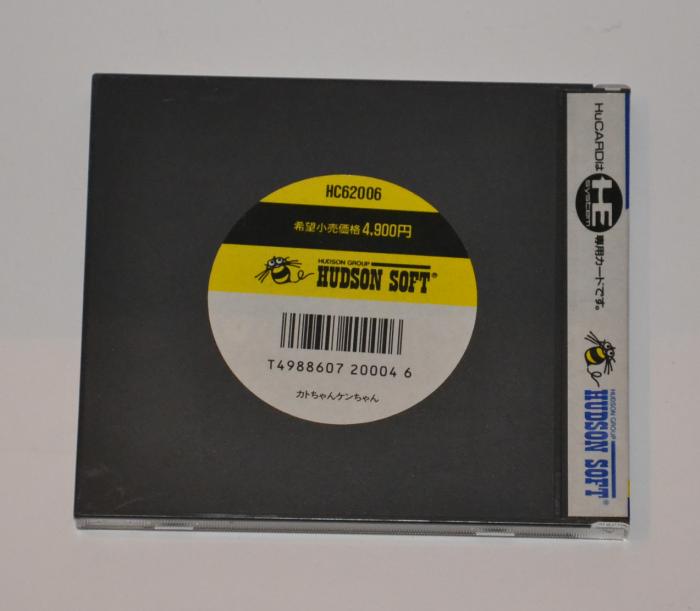 HC62006
希望小売価格4,900円
HUDSON GROUP
HUDSON SOFT®
T4988607 20004 6
カトちゃんケンちゃん
HuCARDは HE SYSTEM 専用カードです。
HUDSON GROUP
HUDSON SOFT®